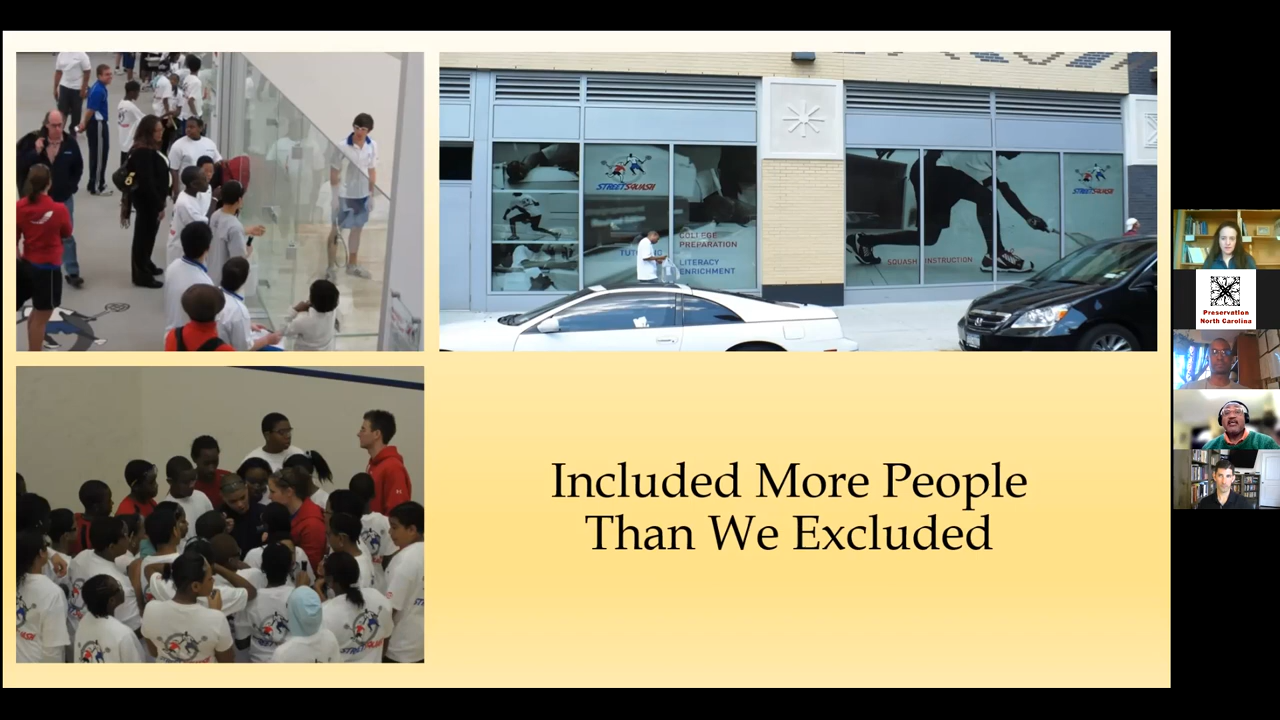 STREETSQUASH
COLLEGE
PREPARATION
LITERACY
ENRICHMENT
STREETSQUASH
SQUASH INSTRUCTION
Included More People
Than We Excluded
Preservation
North Carolina